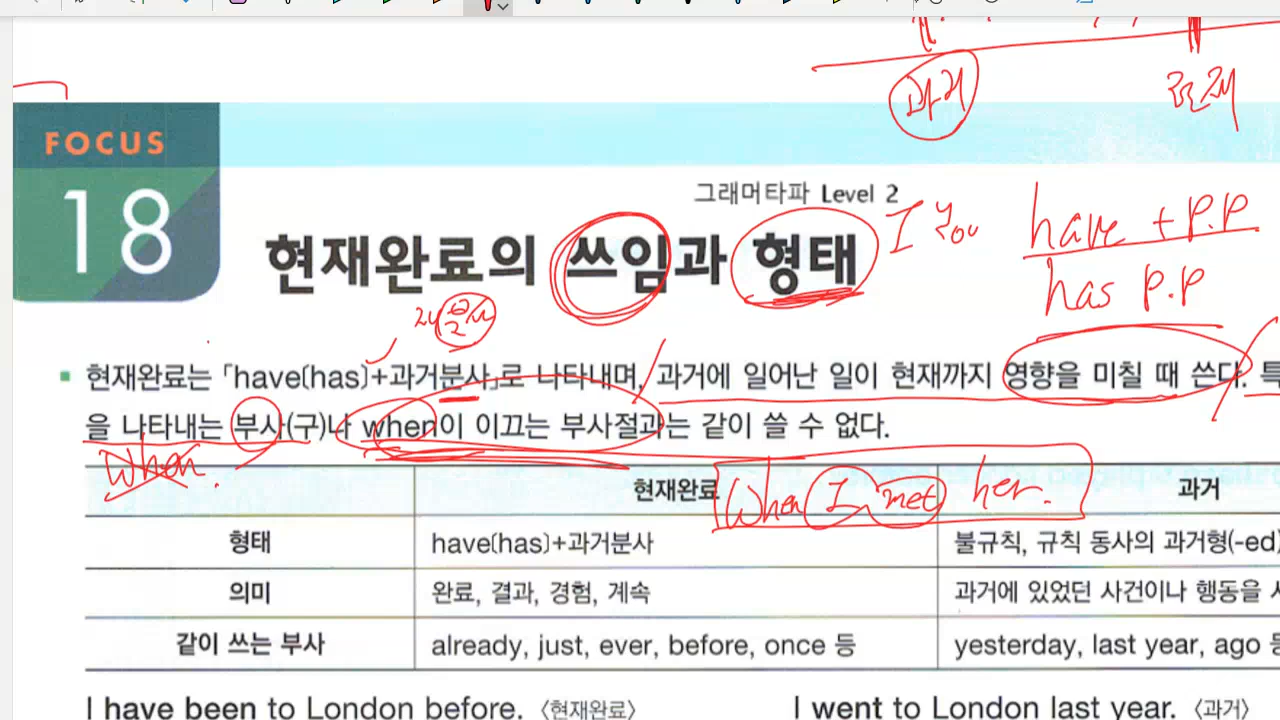 과거 현재
FOCUS
18
그래머타파 Level 2
현재완료의 쓰임과 형태
I You have + p.p
has p.p
현재완료는 「have(has)+과거분사」로 나타내며, 과거에 일어난 일이 현재까지 영향을 미칠 때 쓴다. 특
을 나타내는 부사(구)나 when이 이끄는 부사절과는 같이 쓸 수 없다.
When.
When I met her.
현재완료 과거
형태 have(has)+과거분사 불규칙, 규칙 동사의 과거형(-ed)
의미 완료, 결과, 경험, 계속 과거에 있었던 사건이나 행동을
같이 쓰는 부사 already, just, ever, before, once 등 yesterday, last year, ago 등
I have been to London before. 〈현재완료〉 I went to London last year. 〈과거〉